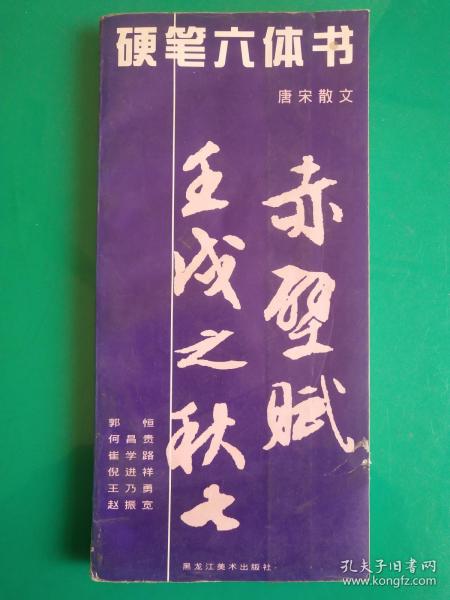 硬笔六体书
唐宋散文
赤壁賦
壬戌之秋七
郭恒
何昌贵
崔学路
倪进祥
王乃勇
赵振宽
黑龙江美术出版社
孔夫子旧书网
www.kongfz.com